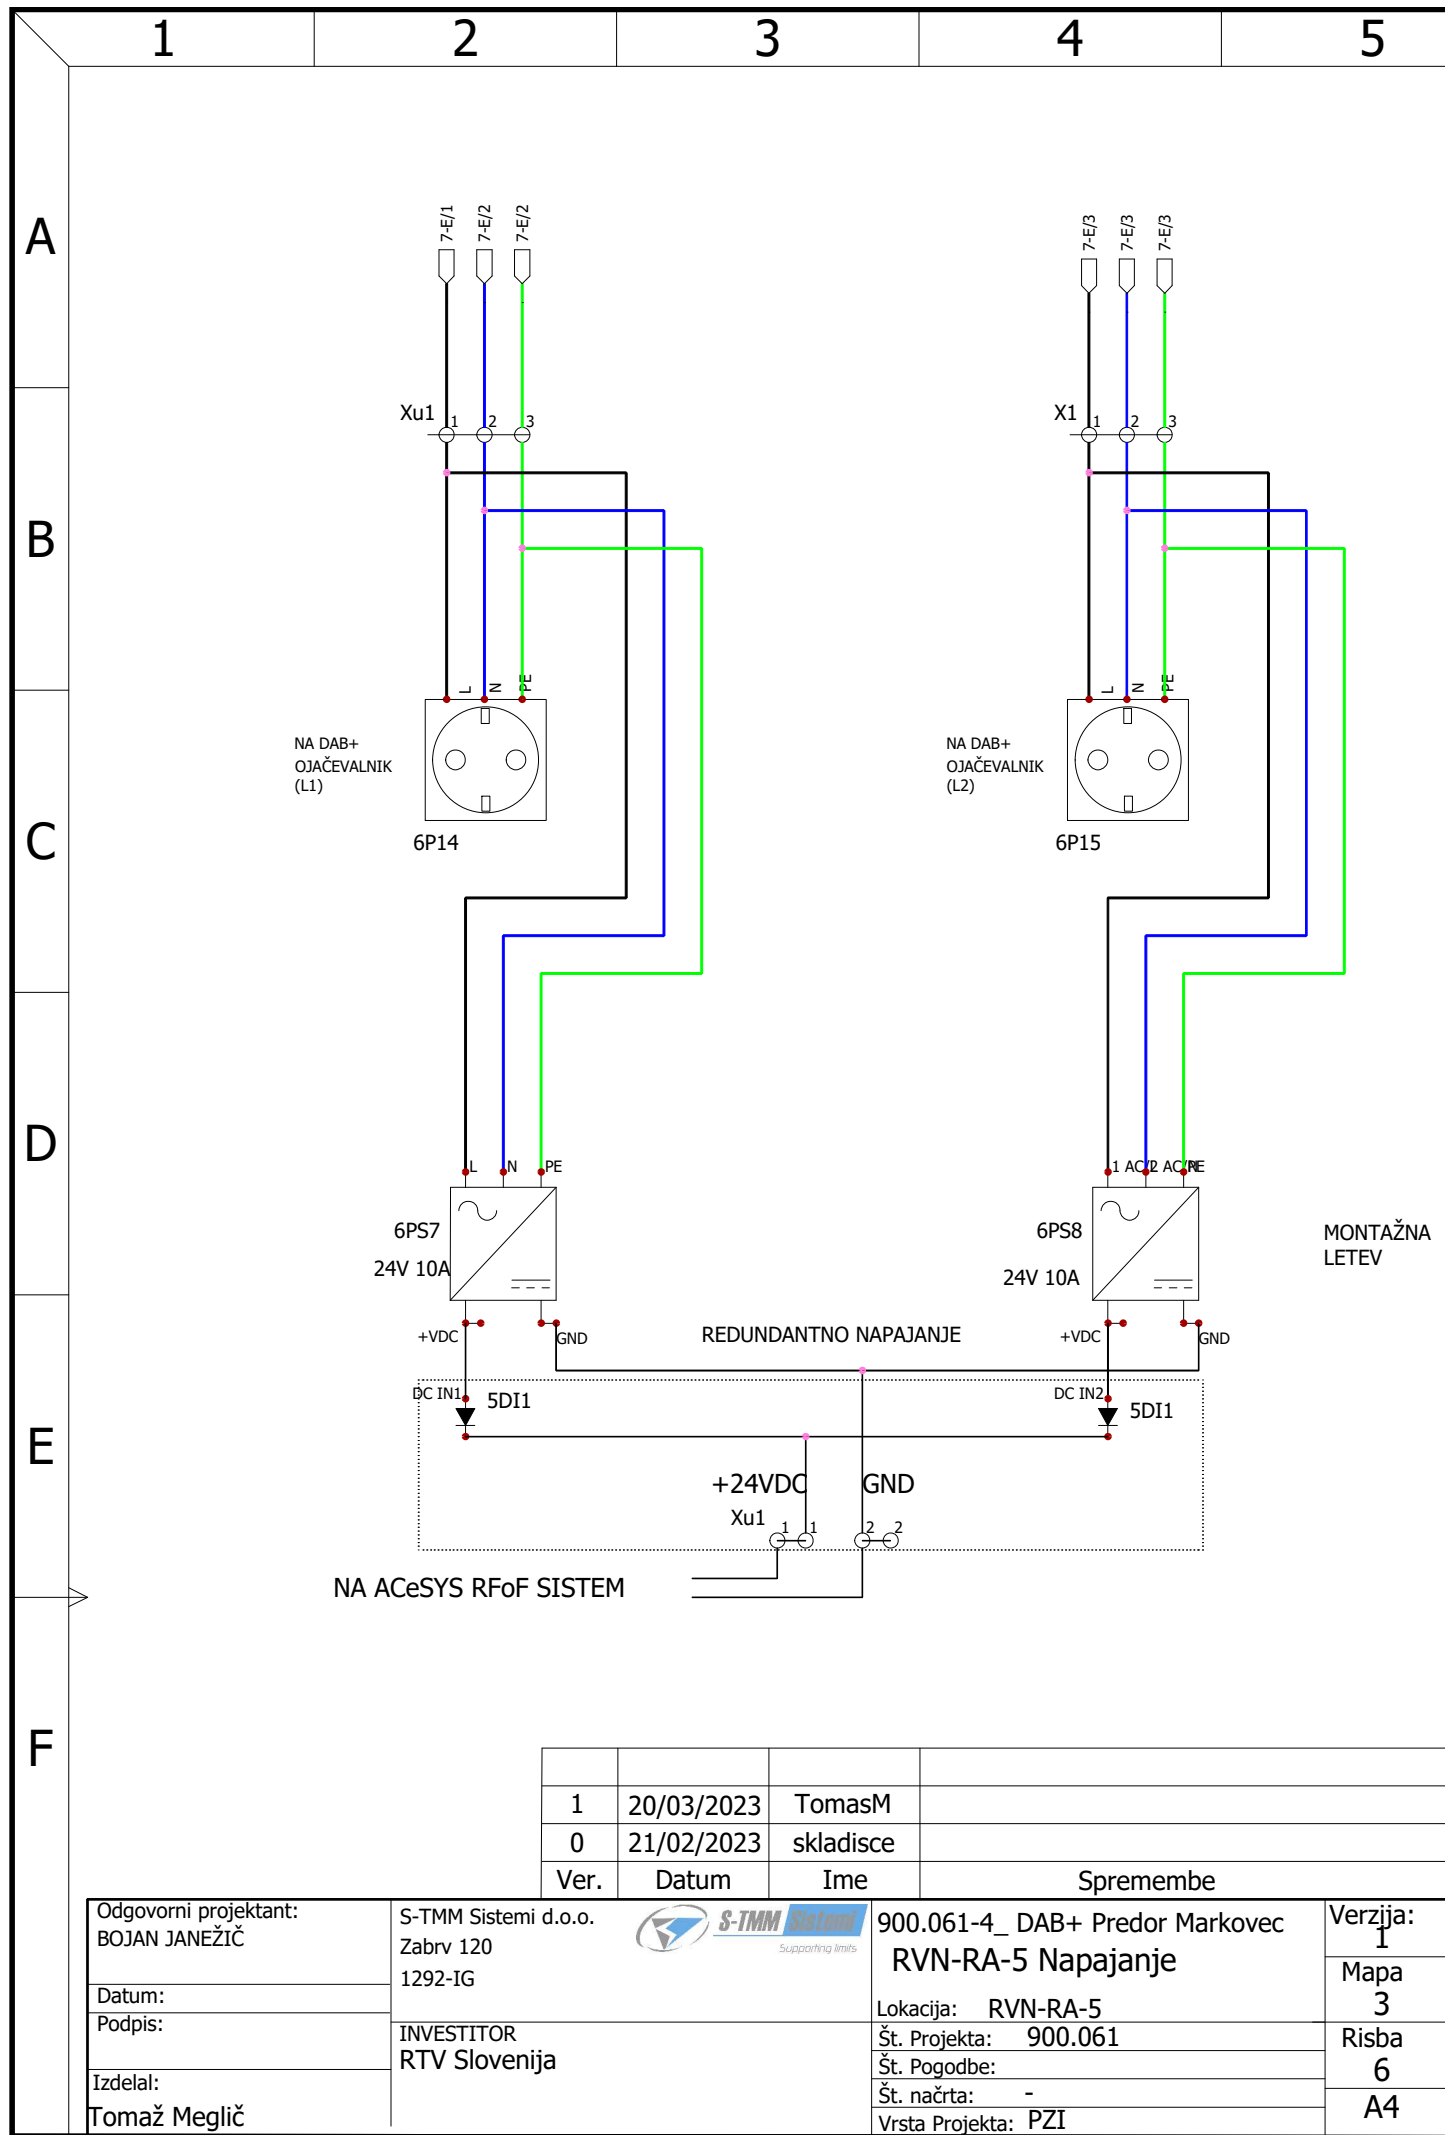 1 2 3 4 5
A
B
C
D
E
F
7-E/1 7-E/2 7-E/2
7-E/3 7-E/3 7-E/3
Xu1 1 2 3
X1 1 2 3
L N PE
L N PE
NA DAB+
OJAČEVALNIK
(L1)
6P14
NA DAB+
OJAČEVALNIK
(L2)
6P15
L N PE
6PS7
24V 10A
+VDC GND
1 AC/L 2 AC/N PE
6PS8
24V 10A
+VDC GND
MONTAŽNA
LETEV
REDUNDANTNO NAPAJANJE
DC IN1 5DI1
DC IN2 5DI1
+24VDC GND
Xu1 1 1 2 2
NA ACeSYS RFoF SISTEM
1 20/03/2023 TomasM
0 21/02/2023 skladisce
Ver. Datum Ime Spremembe
Odgovorni projektant:
BOJAN JANEŽIČ
Datum:
Podpis:
Izdelal:
Tomaž Meglič
S-TMM Sistemi d.o.o.
Zabrv 120
1292-IG
S-TMM Sistemi
Supporting limits
INVESTITOR
RTV Slovenija
900.061-4_ DAB+ Predor Markovec
RVN-RA-5 Napajanje
Lokacija: RVN-RA-5
Št. Projekta: 900.061
Št. Pogodbe:
Št. načrta: -
Vrsta Projekta: PZI
Verzija:
1
Mapa
3
Risba
6
A4